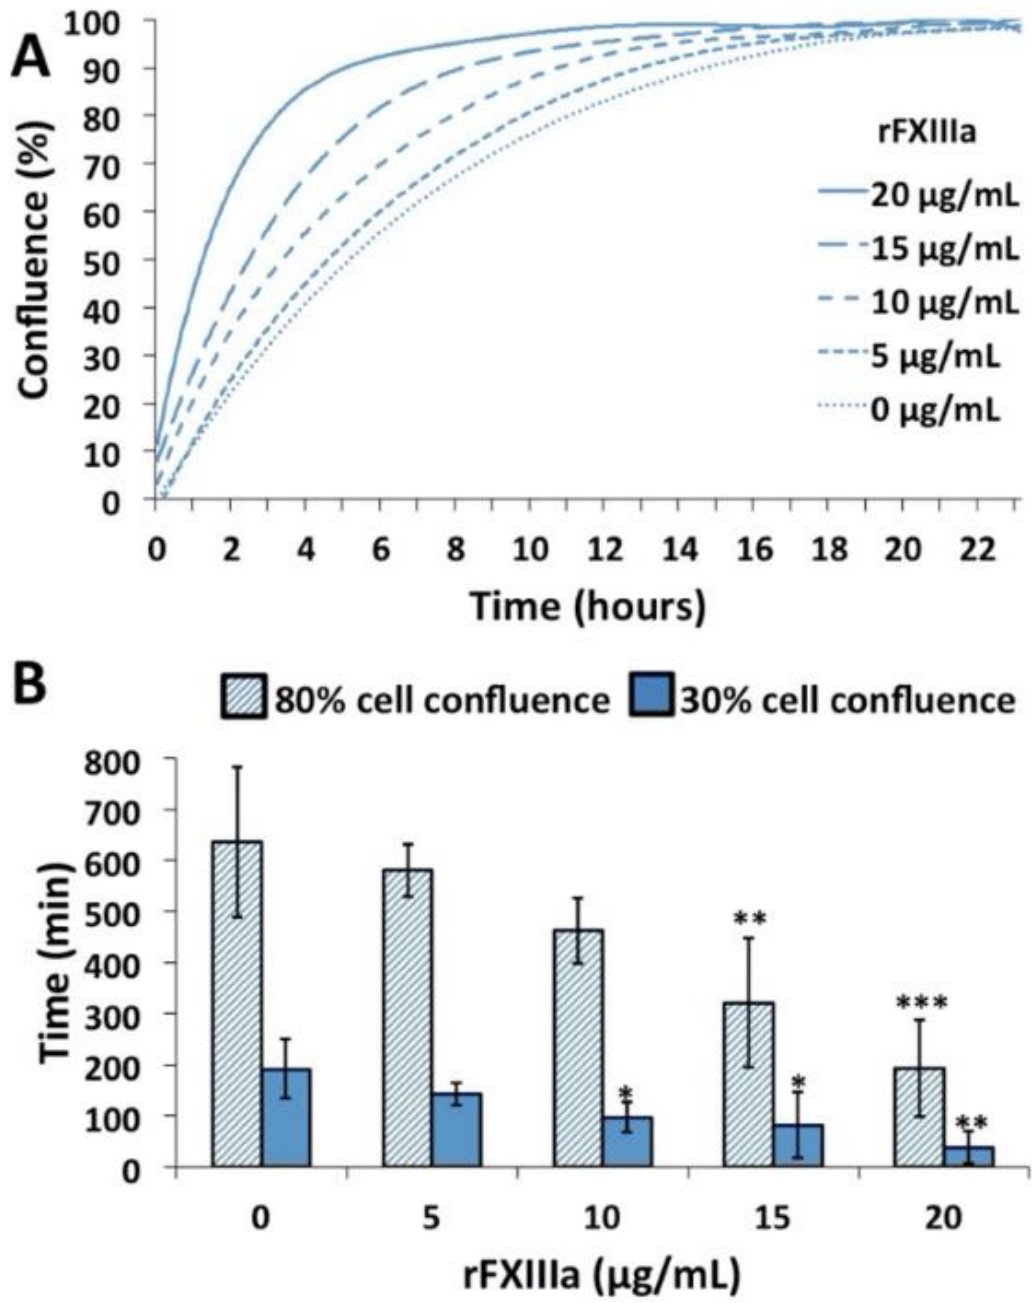 A
Confluence (%)
100
90
80
70
60
50
40
30
20
10
0
rFXIIIa
20 µg/mL
15 µg/mL
10 µg/mL
5 µg/mL
0 µg/mL
0 2 4 6 8 10 12 14 16 18 20 22
Time (hours)
B
80% cell confluence 30% cell confluence
Time (min)
800
700
600
500
400
300
200
100
0
**
***
*
*
**
0 5 10 15 20
rFXIIIa (µg/mL)